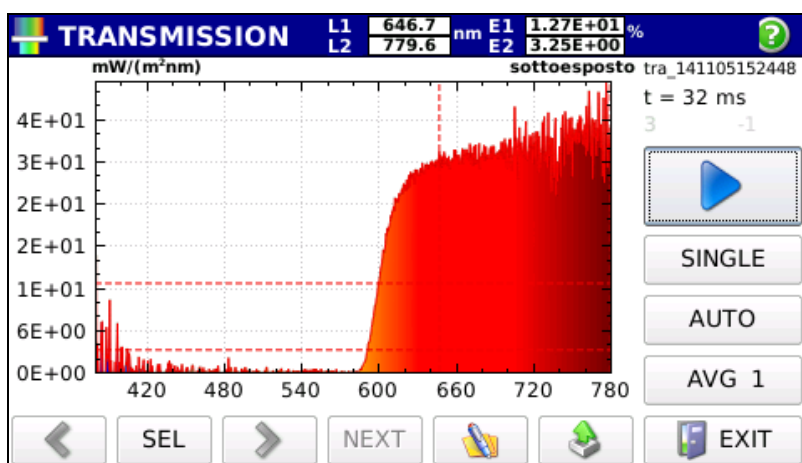 TRANSMISSION L1 646.7 nm E1 1.27E+01 %
L2 779.6 E2 3.25E+00
mW/(m²nm) sottoesposto tra_141105152448
t = 32 ms
3 -1
4E+01
3E+01
2E+01
2E+01
1E+01
6E+00
0E+00
420 480 540 600 660 720 780
SINGLE
AUTO
AVG 1
SEL NEXT EXIT